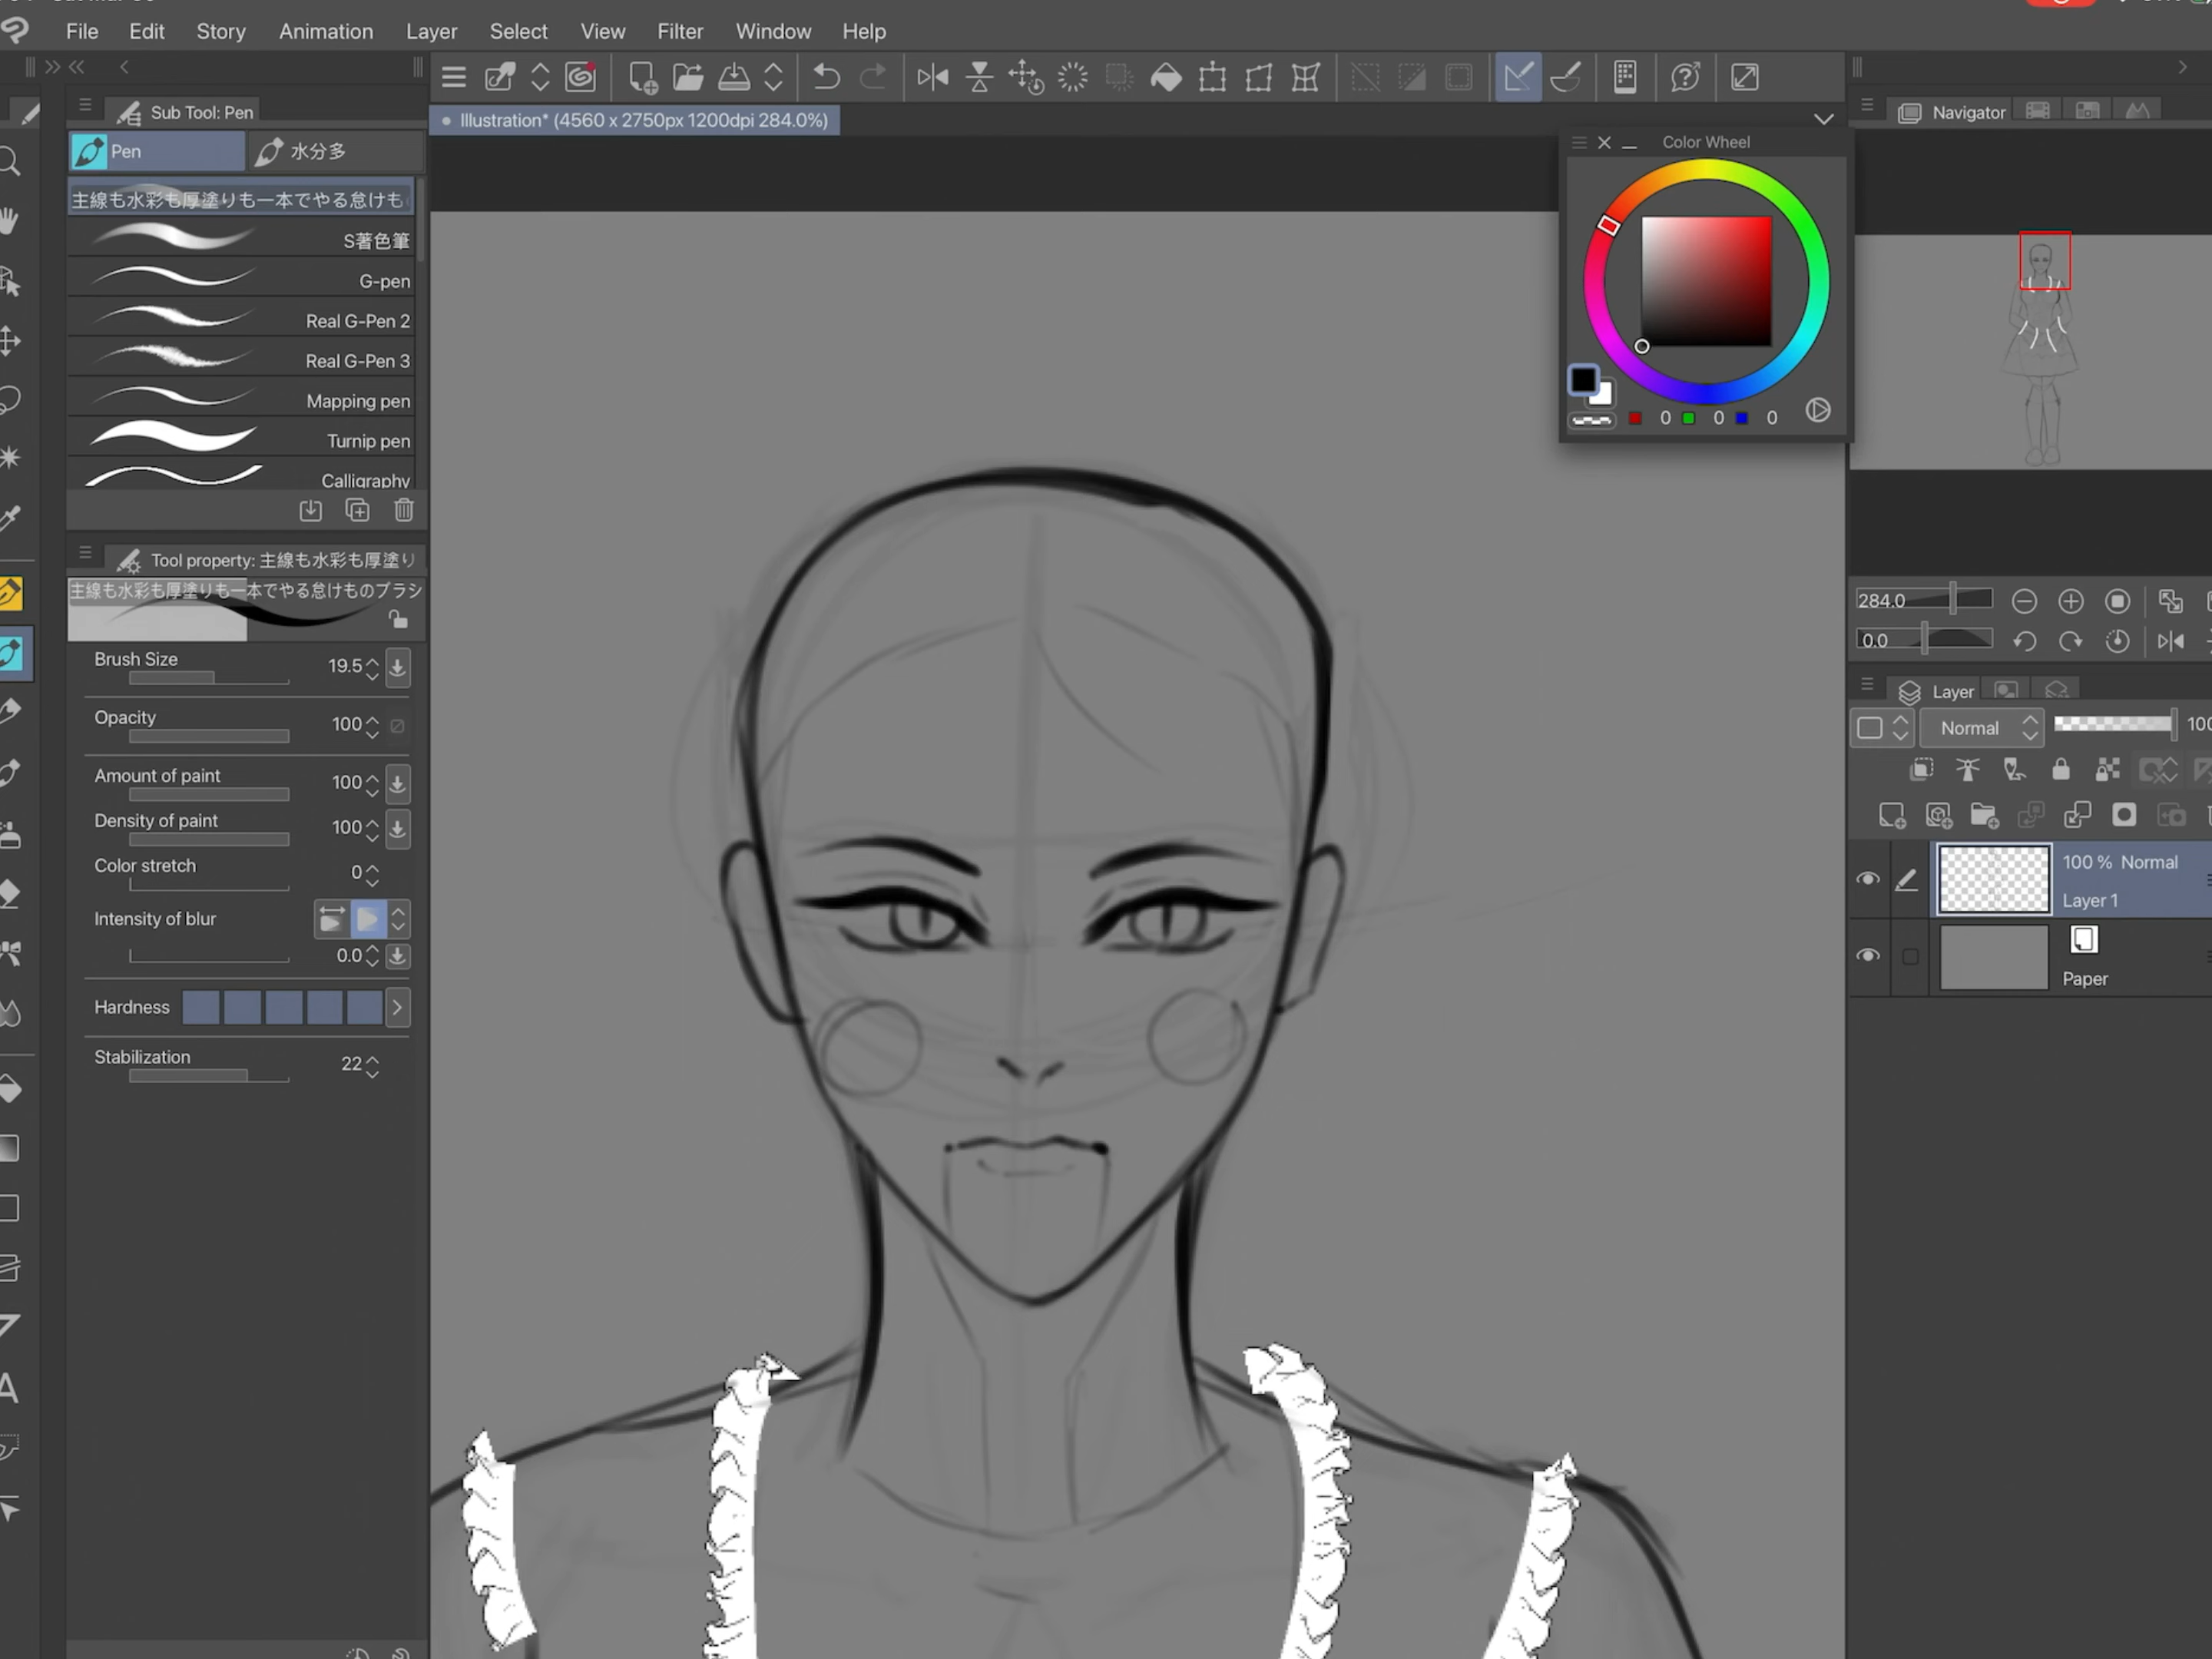 File Edit Story Animation Layer Select View Filter Window Help
Sub Tool: Pen
Pen
水分多
主線も水彩も厚塗りも一本でやる怠けも
S著色筆
G-pen
Real G-Pen 2
Real G-Pen 3
Mapping pen
Turnip pen
Calligraphy
Tool property: 主線も水彩も厚塗り
主線も水彩も厚塗りも一本でやる怠けものブラシ
Brush Size 19.5
Opacity 100
Amount of paint 100
Density of paint 100
Color stretch 0
Intensity of blur
0.0
Hardness
Stabilization 22
Illustration* (4560 x 2750px 1200dpi 284.0%)
Color Wheel
0 0 0
Navigator
284.0
0.0
Layer
Normal 100
100 % Normal
Layer 1
Paper